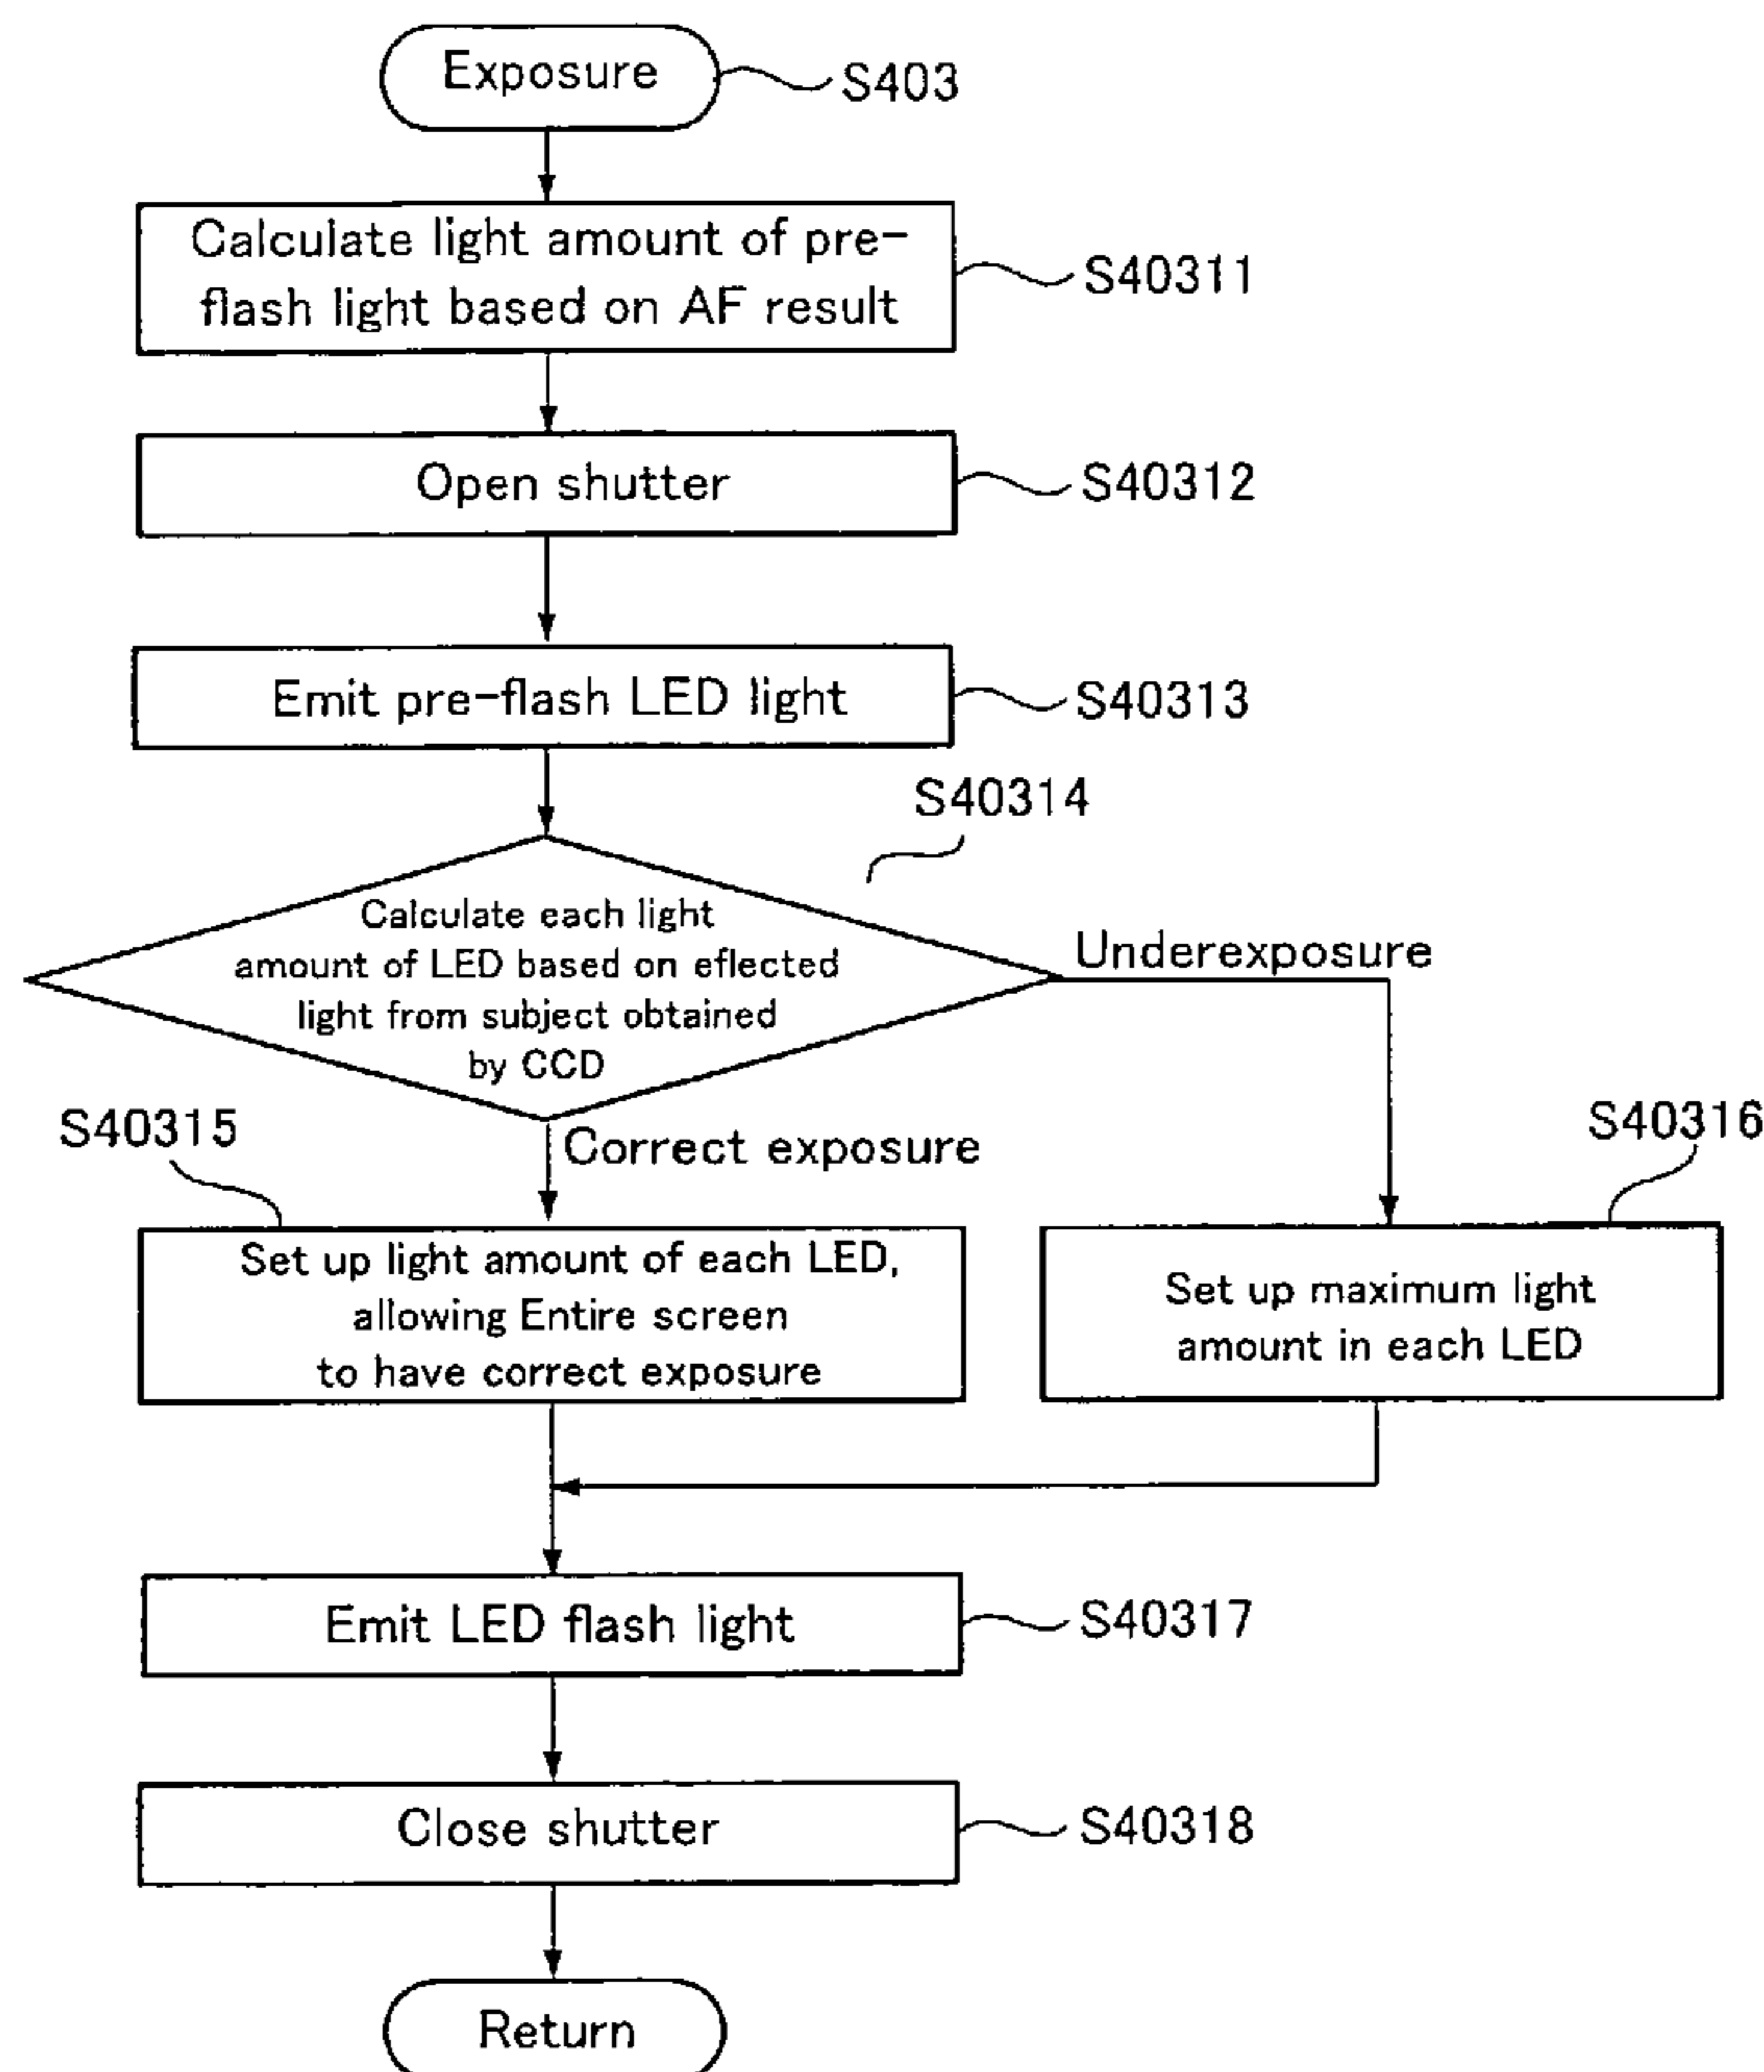 Exposure
S403
Calculate light amount of pre-
flash light based on AF result
S40311
Open shutter
S40312
Emit pre-flash LED light
S40313
S40314
Calculate each light
amount of LED based on eflected
light from subject obtained
by CCD
Underexposure
S40315
Correct exposure
S40316
Set up light amount of each LED,
allowing Entire screen
to have correct exposure
Set up maximum light
amount in each LED
Emit LED flash light
S40317
Close shutter
S40318
Return